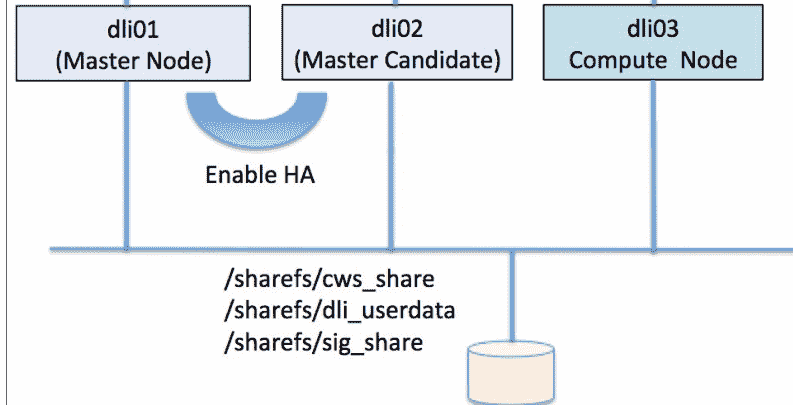 dli01
(Master Node)
dli02
(Master Candidate)
dli03
Compute Node
Enable HA
/sharefs/cws_share
/sharefs/dli_userdata
/sharefs/sig_share